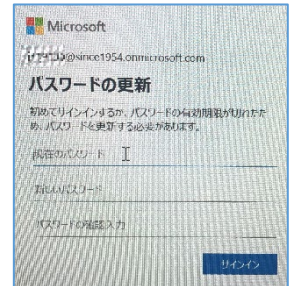 Microsoft
@since1954.onmicrosoft.com
パスワードの更新
初めてサインインするか、パスワードの有効期限が切れたた
め、パスワードを更新する必要があります。
現在のパスワード
新しいパスワード
パスワードの確認入力
サインイン